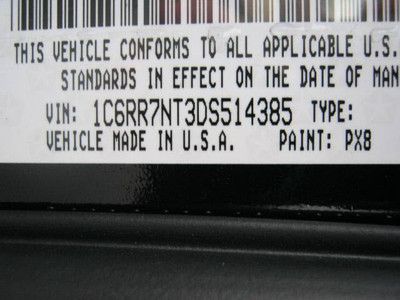 THIS VEHICLE CONFORMS TO ALL APPLICABLE U.S.
STANDARDS IN EFFECT ON THE DATE OF MAN
VIN: 1C6RR7NT3DS514385 TYPE:
VEHICLE MADE IN U.S.A. PAINT: PX8